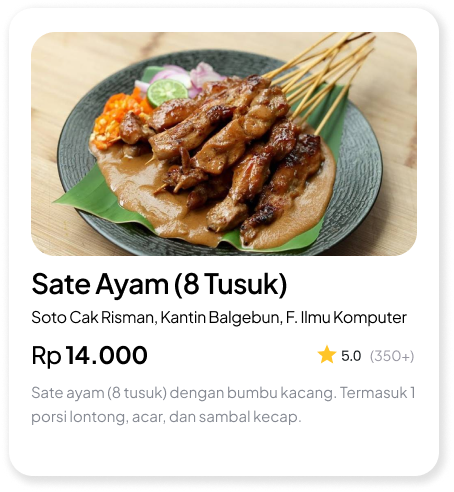 Sate Ayam (8 Tusuk)
Soto Cak Risman, Kantin Balgebun, F. Ilmu Komputer
Rp 14.000
5.0 (350+)
Sate ayam (8 tusuk) dengan bumbu kacang. Termasuk 1
porsi lontong, acar, dan sambal kecap.